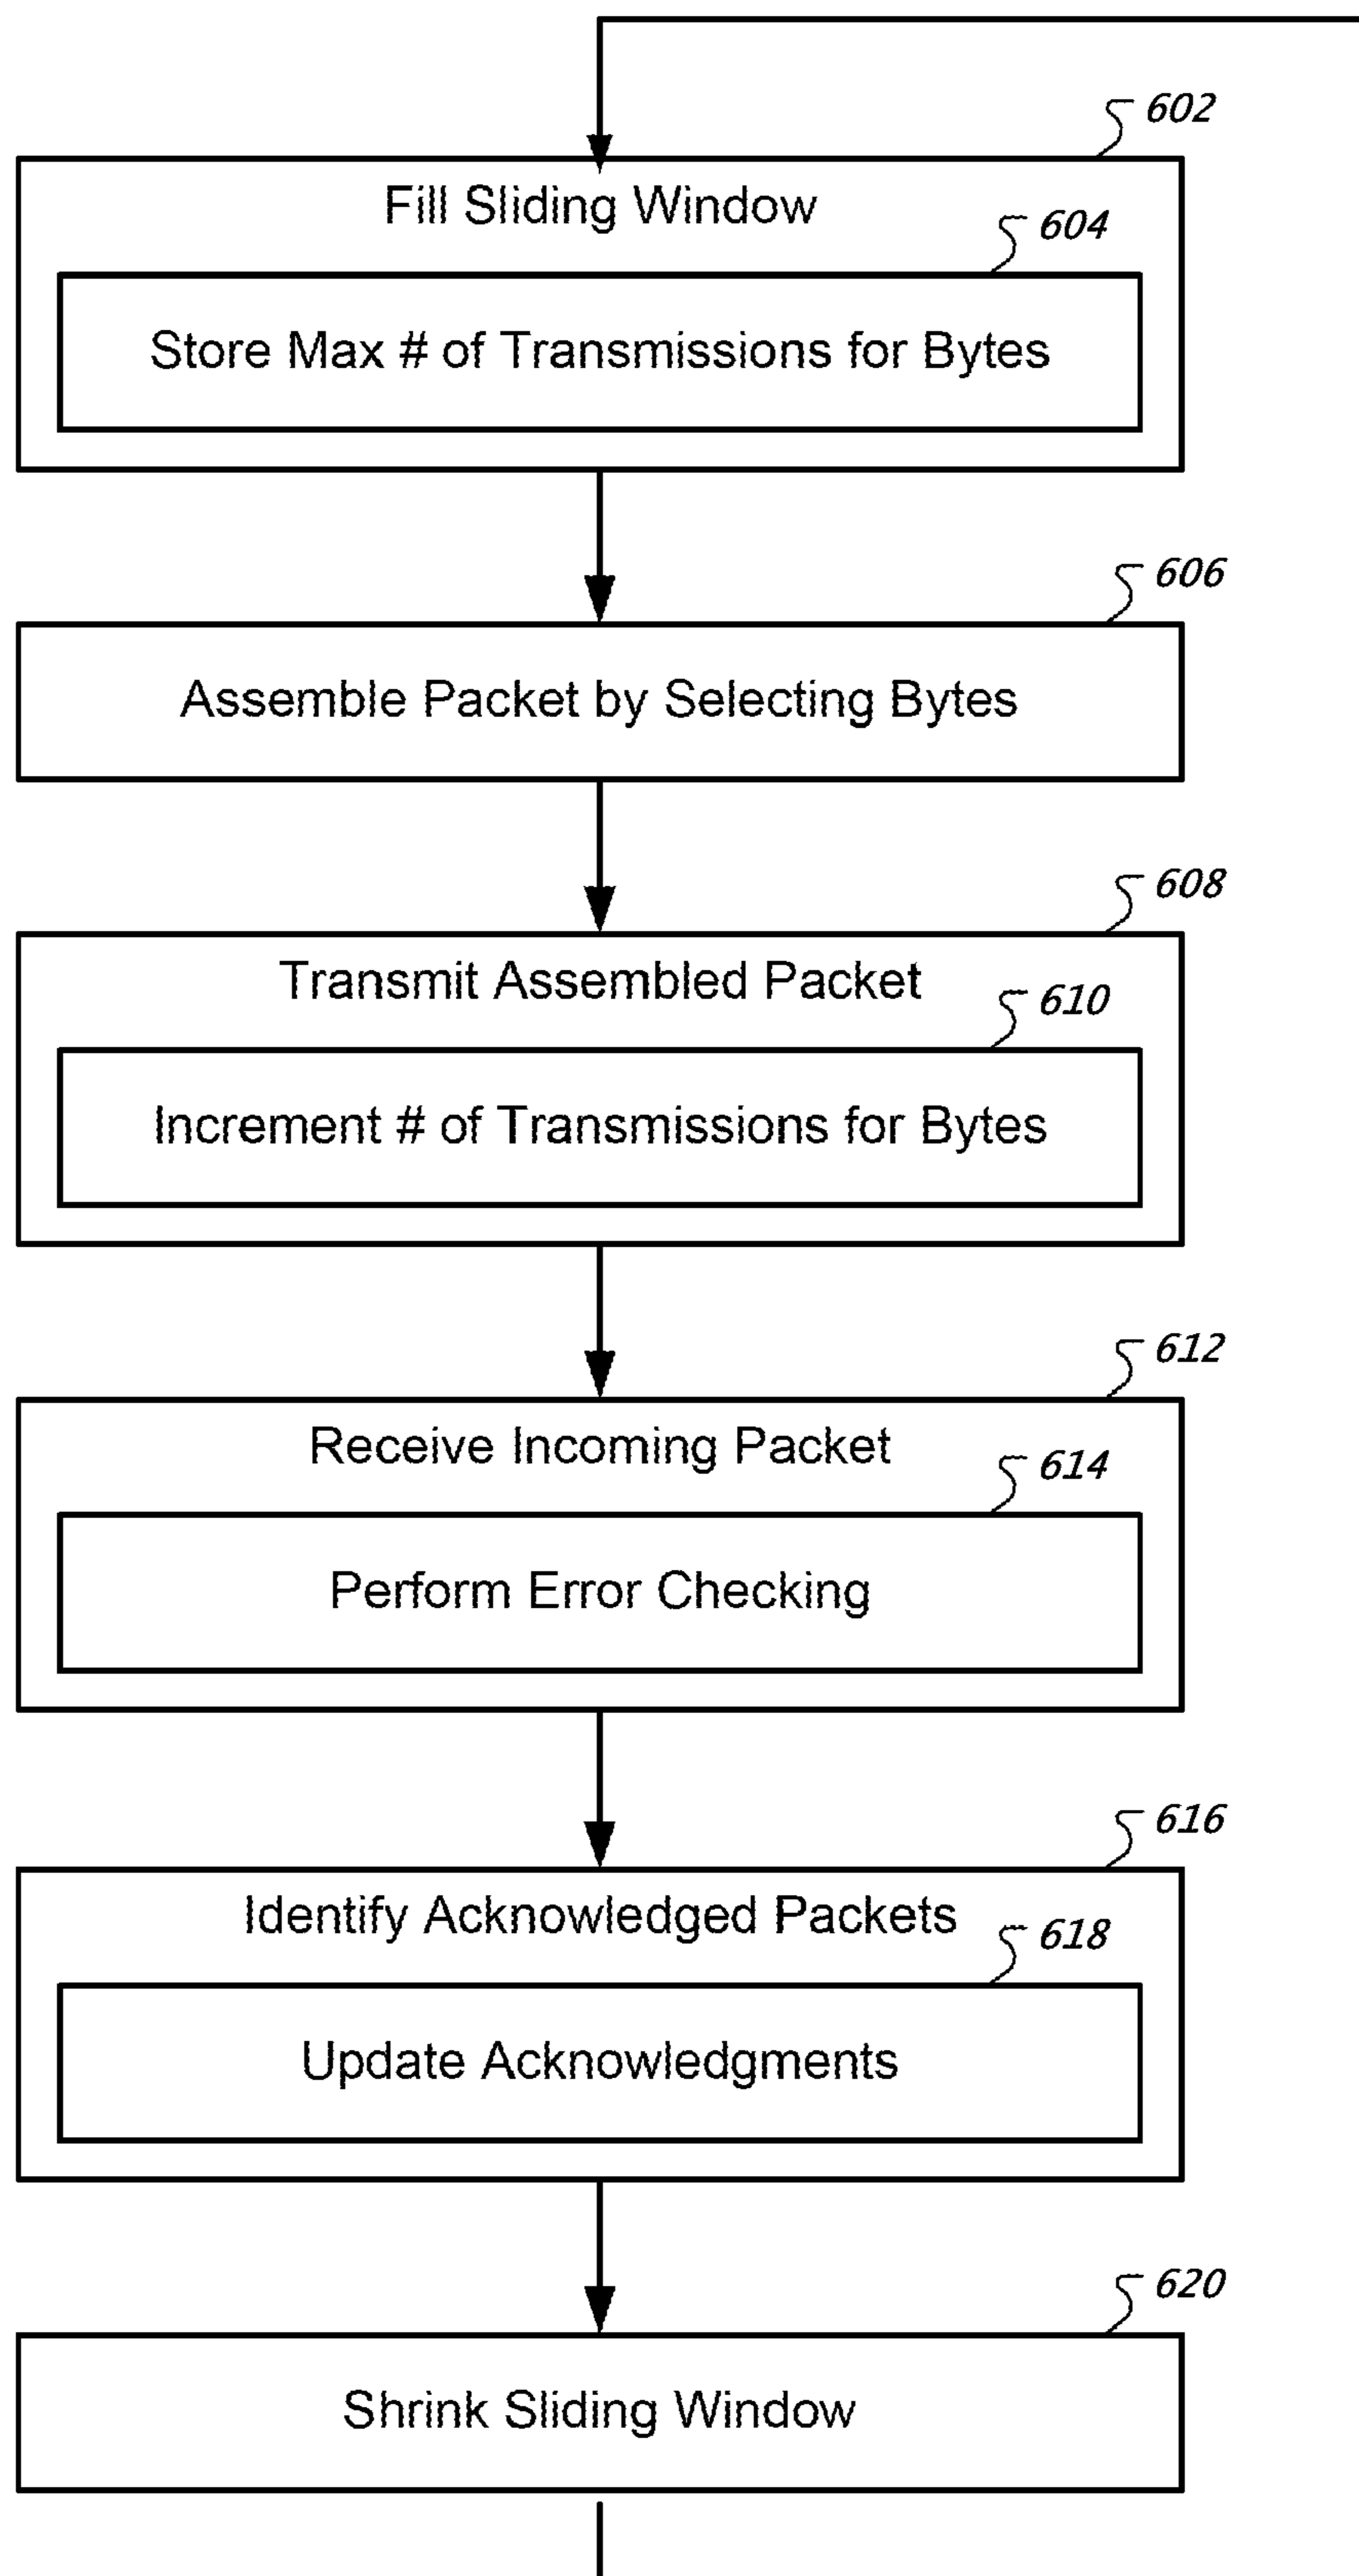 602
Fill Sliding Window
604
Store Max # of Transmissions for Bytes
606
Assemble Packet by Selecting Bytes
608
Transmit Assembled Packet
610
Increment # of Transmissions for Bytes
612
Receive Incoming Packet
614
Perform Error Checking
616
Identify Acknowledged Packets
618
Update Acknowledgments
620
Shrink Sliding Window